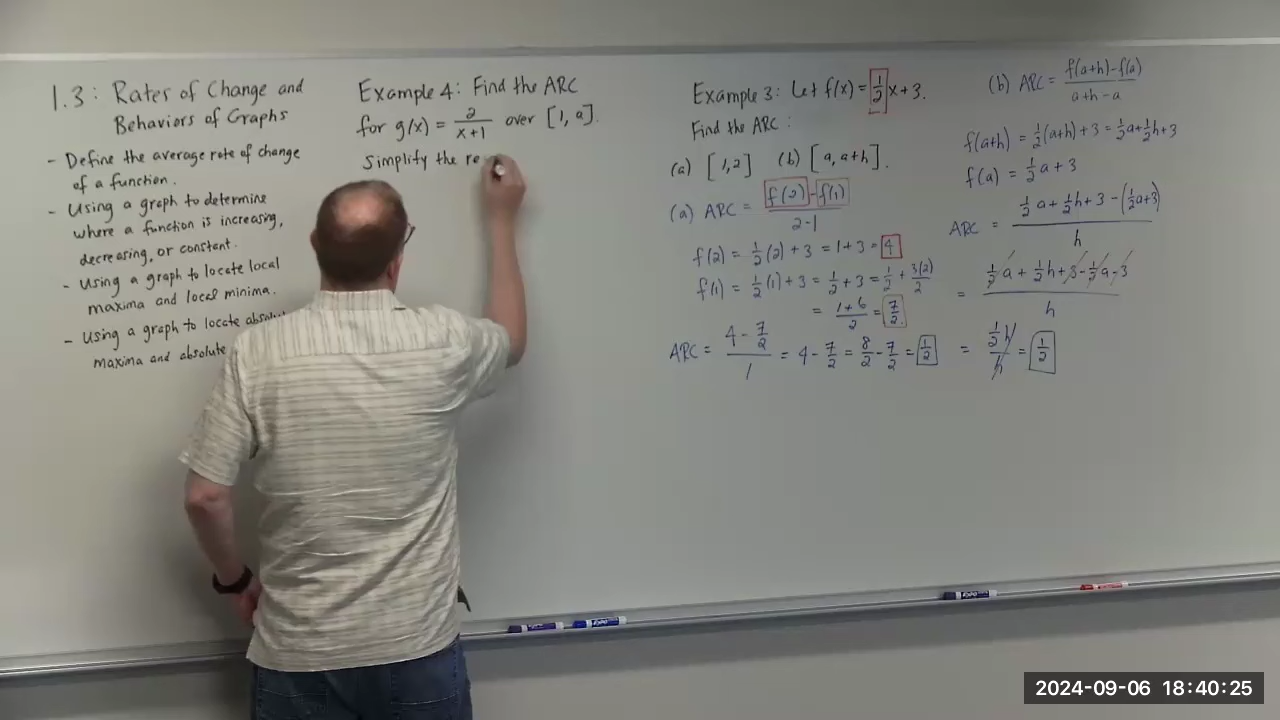 1.3: Rates of Change and
Behaviors of Graphs
- Define the average rate of change
of a function.
- Using a graph to determine
where a function is increasing,
decreasing, or constant.
- Using a graph to locate local
maxima and local minima.
- Using a graph to locate
maxima and absolute
Example 4: Find the ARC
for g(x) = 2/(x+1) over [1, a].
Simplify the re
Example 3: Let f(x) = 1/2 x + 3.
Find the ARC:
(a) [1,2] (b) [a, a+h].
(a) ARC = (f(2) - f(1))/(2-1)
f(2) = 1/2(2) + 3 = 1+3 = 4
f(1) = 1/2(1) + 3 = 1/2 + 3 = 1/2 + 3(2)/2
= (1+6)/2 = 7/2.
ARC = (4 - 7/2)/1 = 4 - 7/2 = 8/2 - 7/2 = 1/2
(b) ARC = (f(a+h) - f(a))/(a+h-a)
f(a+h) = 1/2(a+h) + 3 = 1/2a + 1/2h + 3
f(a) = 1/2a + 3
ARC = (1/2a + 1/2h + 3 - (1/2a+3))/h
= (1/2a + 1/2h + 3 - 1/2a - 3)/h
= (1/2h)/h = 1/2
EXPO
2024-09-06 18:40:25